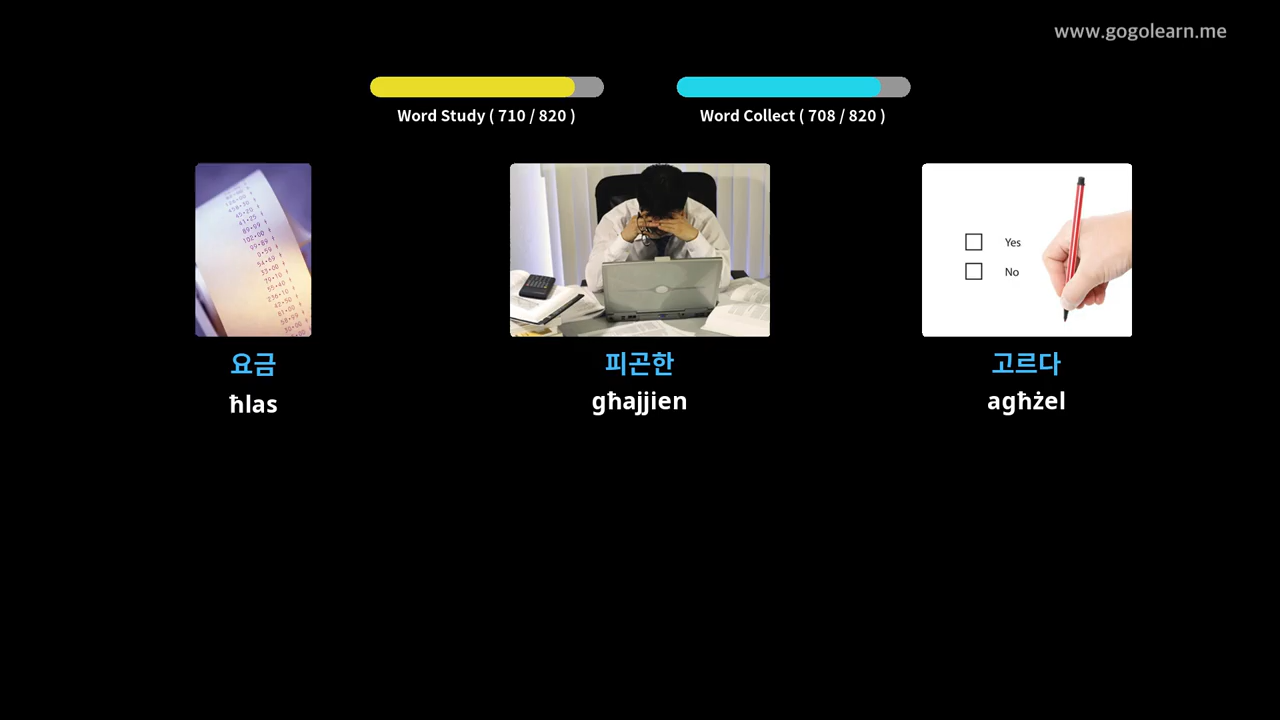 www.gogolearn.me
Word Study ( 710 / 820 )
Word Collect ( 708 / 820 )
Yes
No
요금
피곤한
고르다
ħlas
għajjien
agħżel